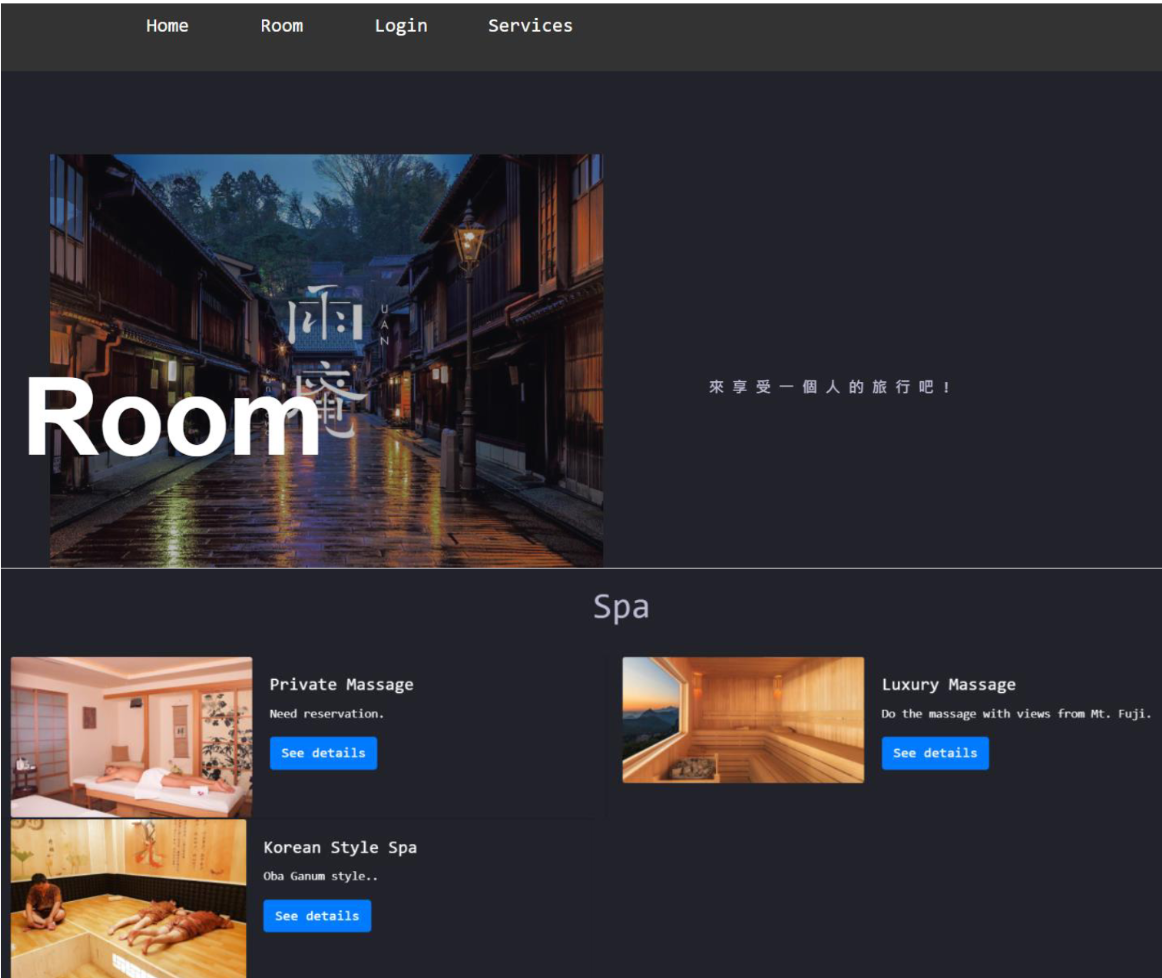 Home Room Login Services
雨庵
UAN
Room
來享受一個人的旅行吧!
Spa
Private Massage
Need reservation.
See details
Luxury Massage
Do the massage with views from Mt. Fuji.
See details
Korean Style Spa
Oba Ganum style..
See details